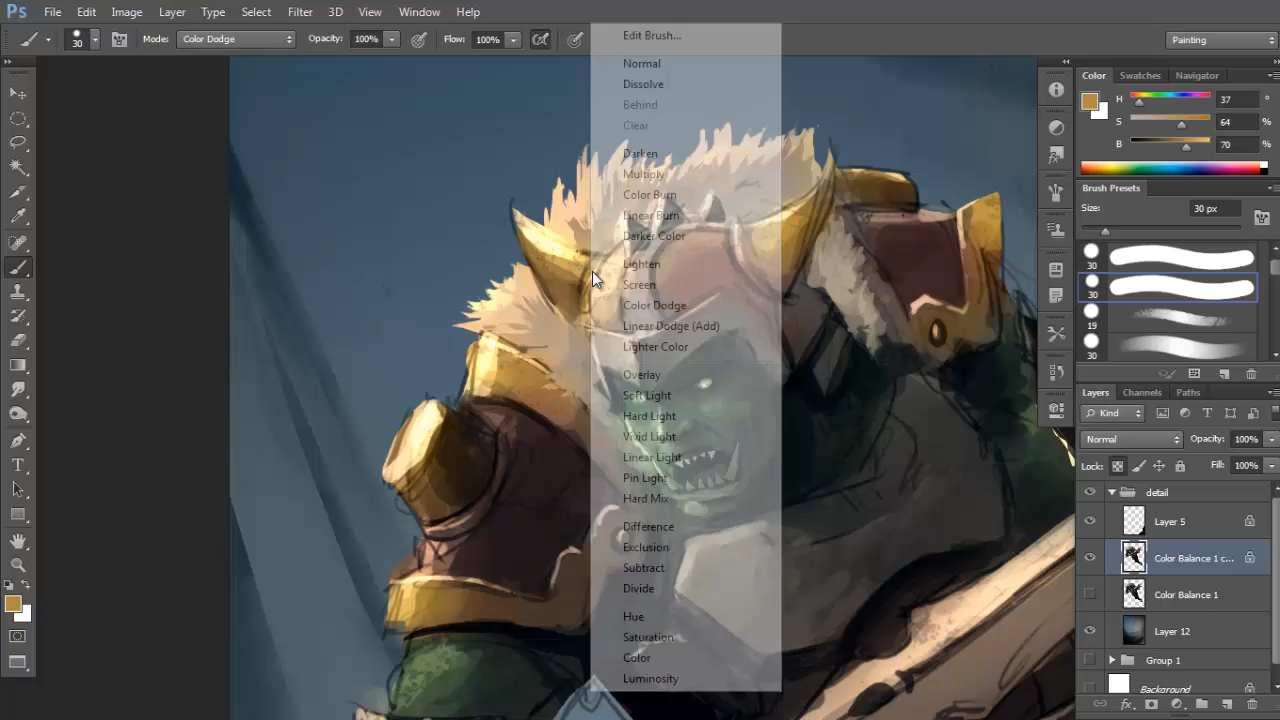 Ps File Edit Image Layer Type Select Filter 3D View Window Help
30 Mode: Color Dodge Opacity: 100% Flow: 100% Painting
Edit Brush...
Normal
Dissolve
Behind
Clear
Darken
Multiply
Color Burn
Linear Burn
Darker Color
Lighten
Screen
Color Dodge
Linear Dodge (Add)
Lighter Color
Overlay
Soft Light
Hard Light
Vivid Light
Linear Light
Pin Light
Hard Mix
Difference
Exclusion
Subtract
Divide
Hue
Saturation
Color
Luminosity
Color Swatches Navigator
H 37 °
S 64 %
B 70 %
Brush Presets
Size: 30 px
30
30
19
30
Layers Channels Paths
Kind
Normal Opacity: 100%
Lock: Fill: 100%
detail
Layer 5
Color Balance 1 c...
Color Balance 1
Layer 12
Group 1
Background